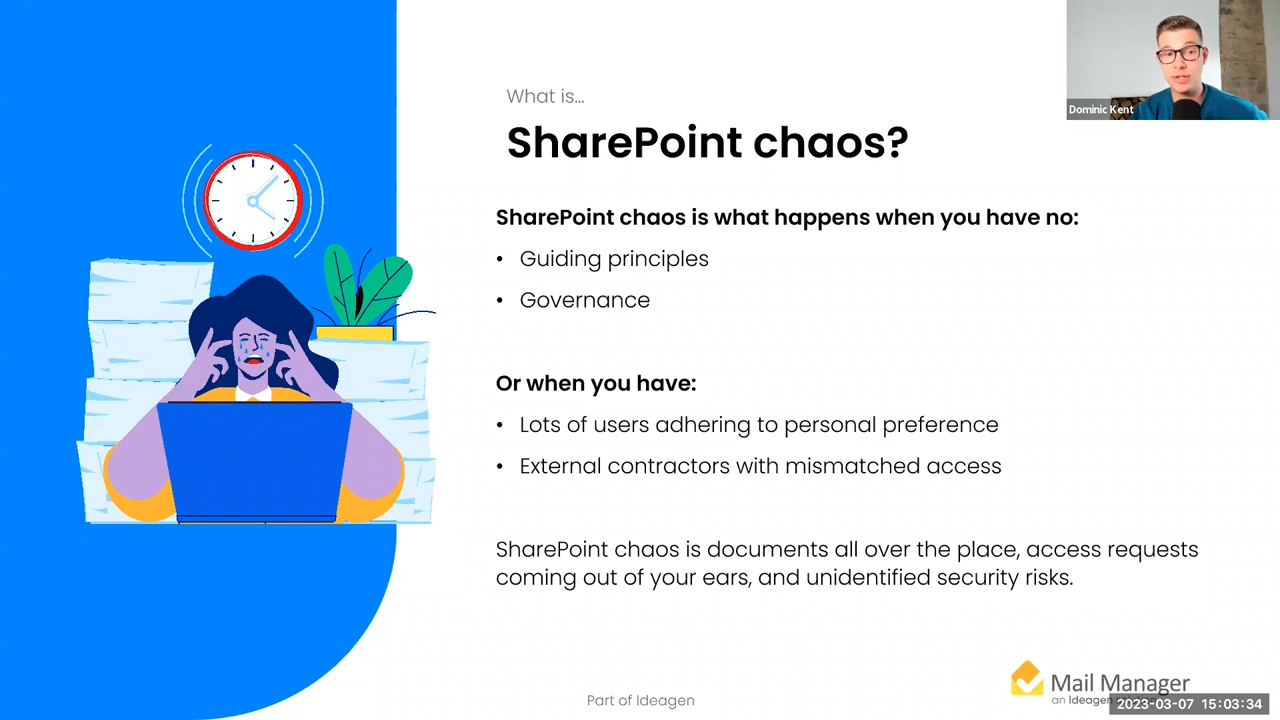 What is...
SharePoint chaos?
Dominic Kent
SharePoint chaos is what happens when you have no:
• Guiding principles
• Governance
Or when you have:
• Lots of users adhering to personal preference
• External contractors with mismatched access
SharePoint chaos is documents all over the place, access requests
coming out of your ears, and unidentified security risks.
Part of Ideagen
Mail Manager
an Ideagen
2023-03-07 15:03:34